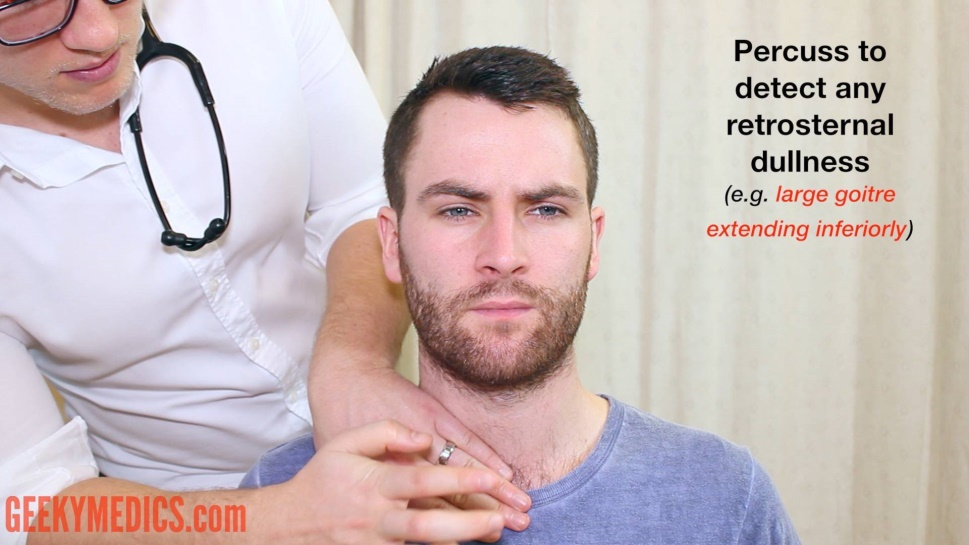 Percuss to
detect any
retrosternal
dullness
(e.g. large goitre
extending inferiorly)
GEEKYMEDICS.com